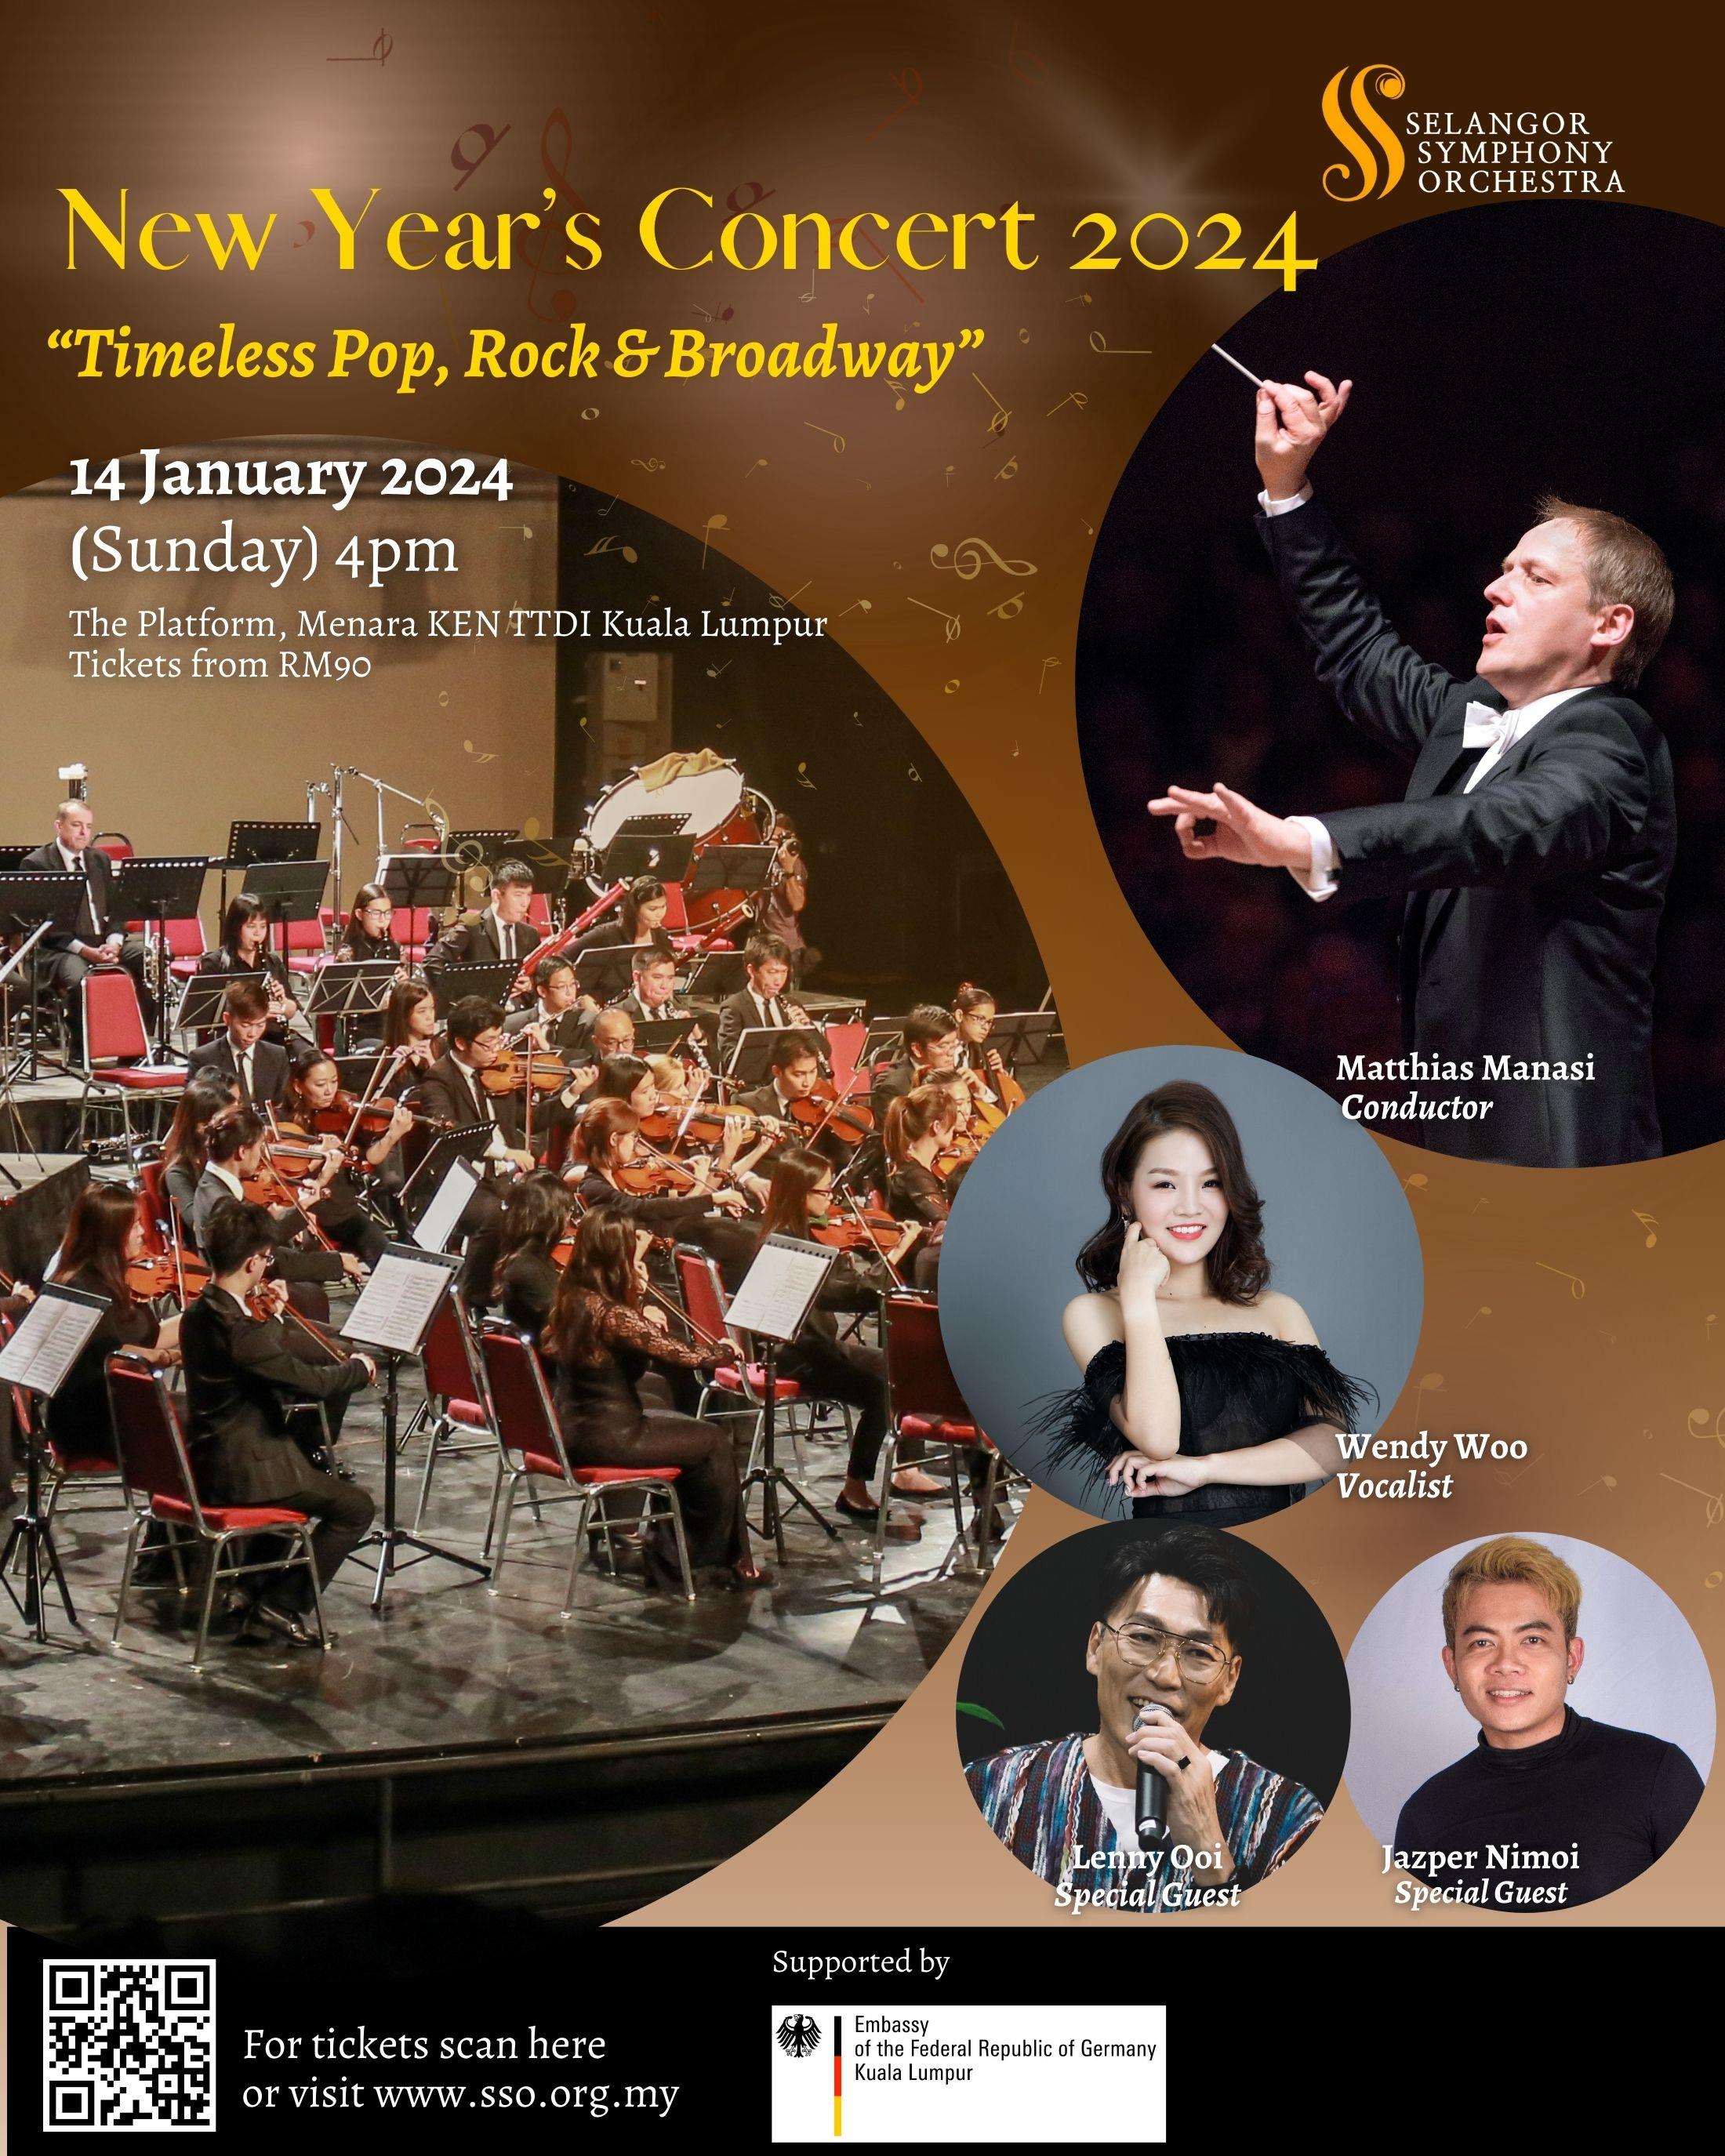 SELANGOR
SYMPHONY
ORCHESTRA
New Year's Concert 2024
“Timeless Pop, Rock & Broadway”
14 January 2024
(Sunday) 4pm
The Platform, Menara KEN TTDI Kuala Lumpur
Tickets from RM90
Matthias Manasi
Conductor
Wendy Woo
Vocalist
Lenny Ooi
Special Guest
Jazper Nimoi
Special Guest
For tickets scan here
or visit www.sso.org.my
Supported by
Embassy
of the Federal Republic of Germany
Kuala Lumpur